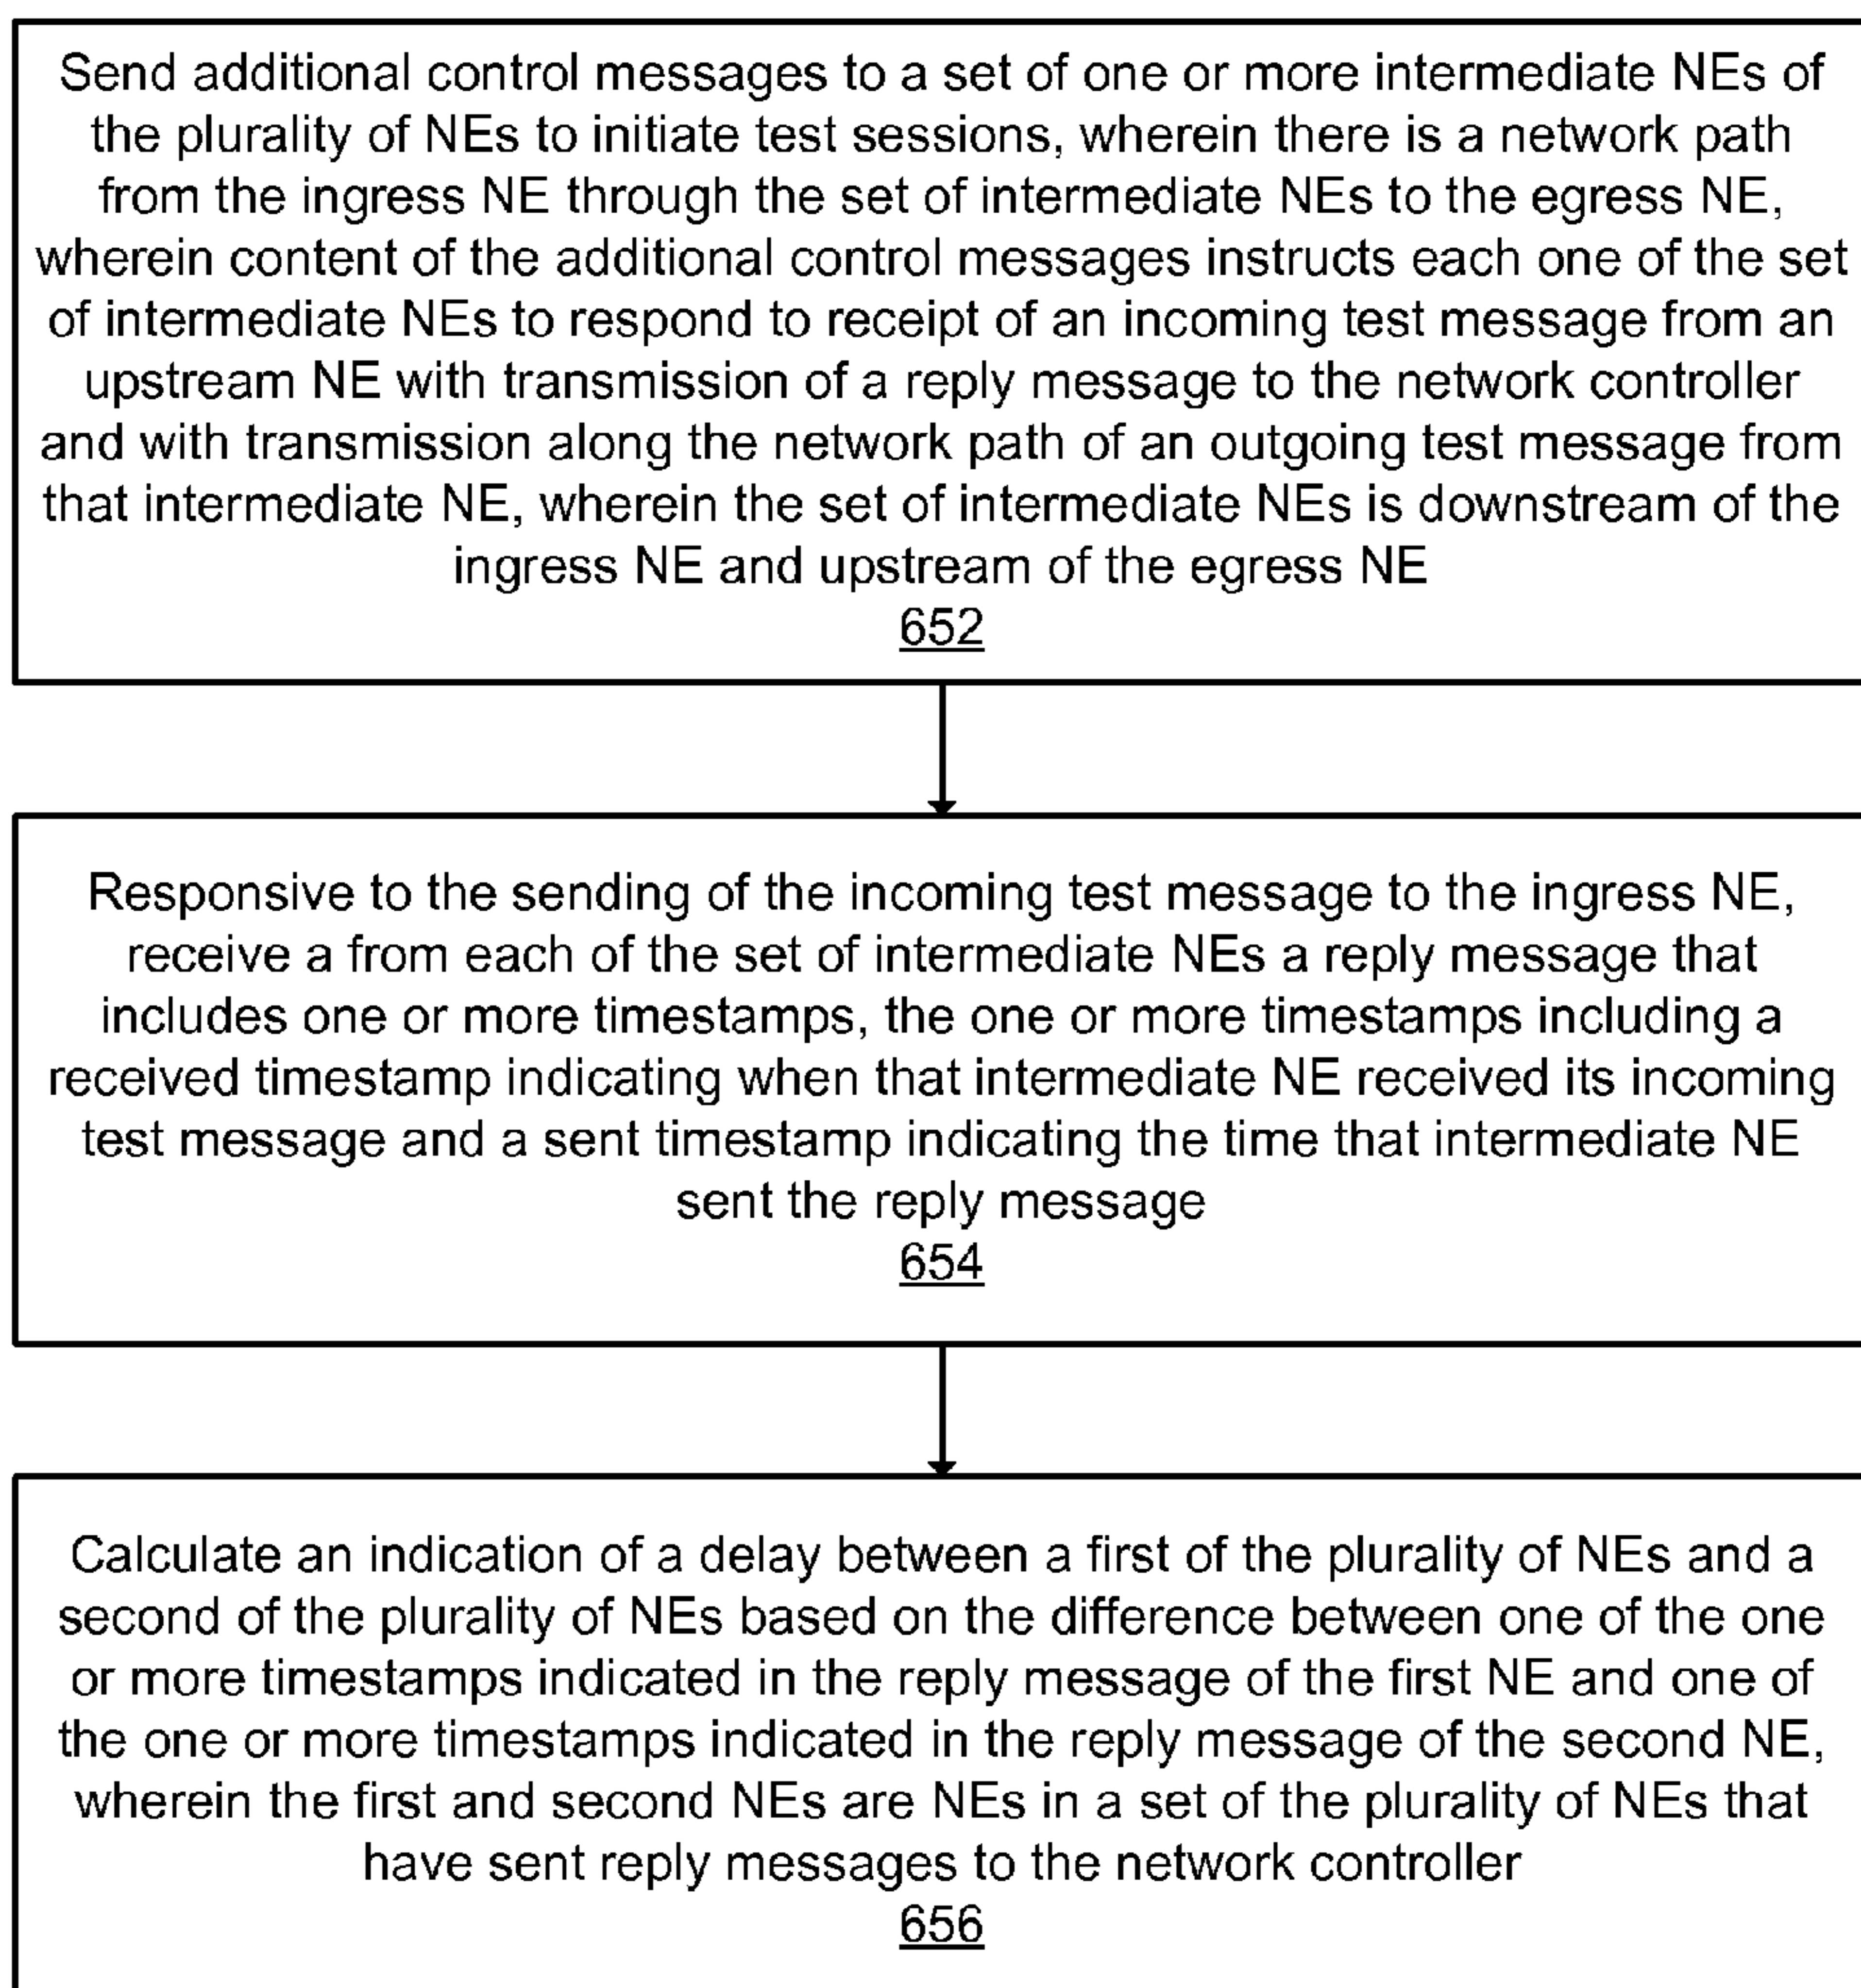 Send additional control messages to a set of one or more intermediate NEs of
the plurality of NEs to initiate test sessions, wherein there is a network path
from the ingress NE through the set of intermediate NEs to the egress NE,
wherein content of the additional control messages instructs each one of the set
of intermediate NEs to respond to receipt of an incoming test message from an
upstream NE with transmission of a reply message to the network controller
and with transmission along the network path of an outgoing test message from
that intermediate NE, wherein the set of intermediate NEs is downstream of the
ingress NE and upstream of the egress NE
652
Responsive to the sending of the incoming test message to the ingress NE,
receive a from each of the set of intermediate NEs a reply message that
includes one or more timestamps, the one or more timestamps including a
received timestamp indicating when that intermediate NE received its incoming
test message and a sent timestamp indicating the time that intermediate NE
sent the reply message
654
Calculate an indication of a delay between a first of the plurality of NEs and a
second of the plurality of NEs based on the difference between one of the one
or more timestamps indicated in the reply message of the first NE and one of
the one or more timestamps indicated in the reply message of the second NE,
wherein the first and second NEs are NEs in a set of the plurality of NEs that
have sent reply messages to the network controller
656